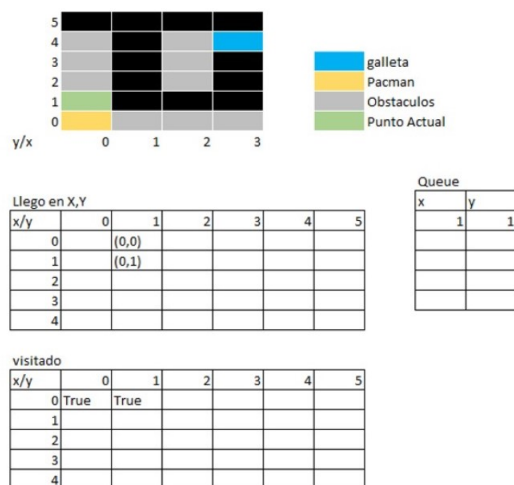 5
4
3
2
1
0
y/x 0 1 2 3
galleta
Pacman
Obstaculos
Punto Actual
Llego en X,Y
x/y 0 1 2 3 4 5
0 (0,0)
1 (0,1)
2
3
4
Queue
x y
1 1
visitado
x/y 0 1 2 3 4 5
0 True True
1
2
3
4